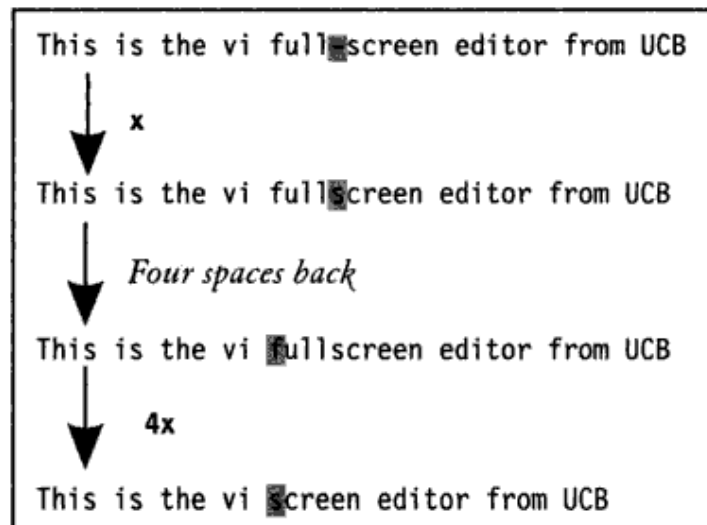 This is the vi full-screen editor from UCB
x
This is the vi fullscreen editor from UCB
Four spaces back
This is the vi fullscreen editor from UCB
4x
This is the vi screen editor from UCB